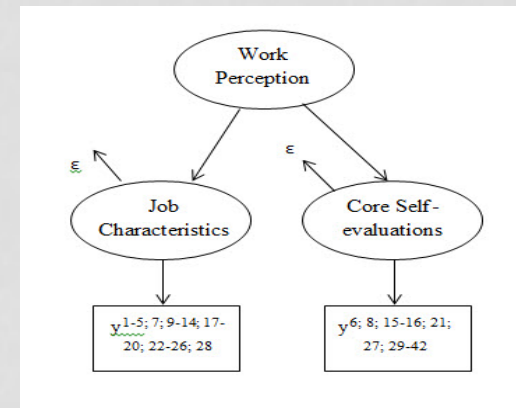 Work
Perception
ε
ε
Job
Characteristics
Core Self-
evaluations
y1-5; 7; 9-14; 17-
20; 22-26; 28
y6; 8; 15-16; 21;
27; 29-42